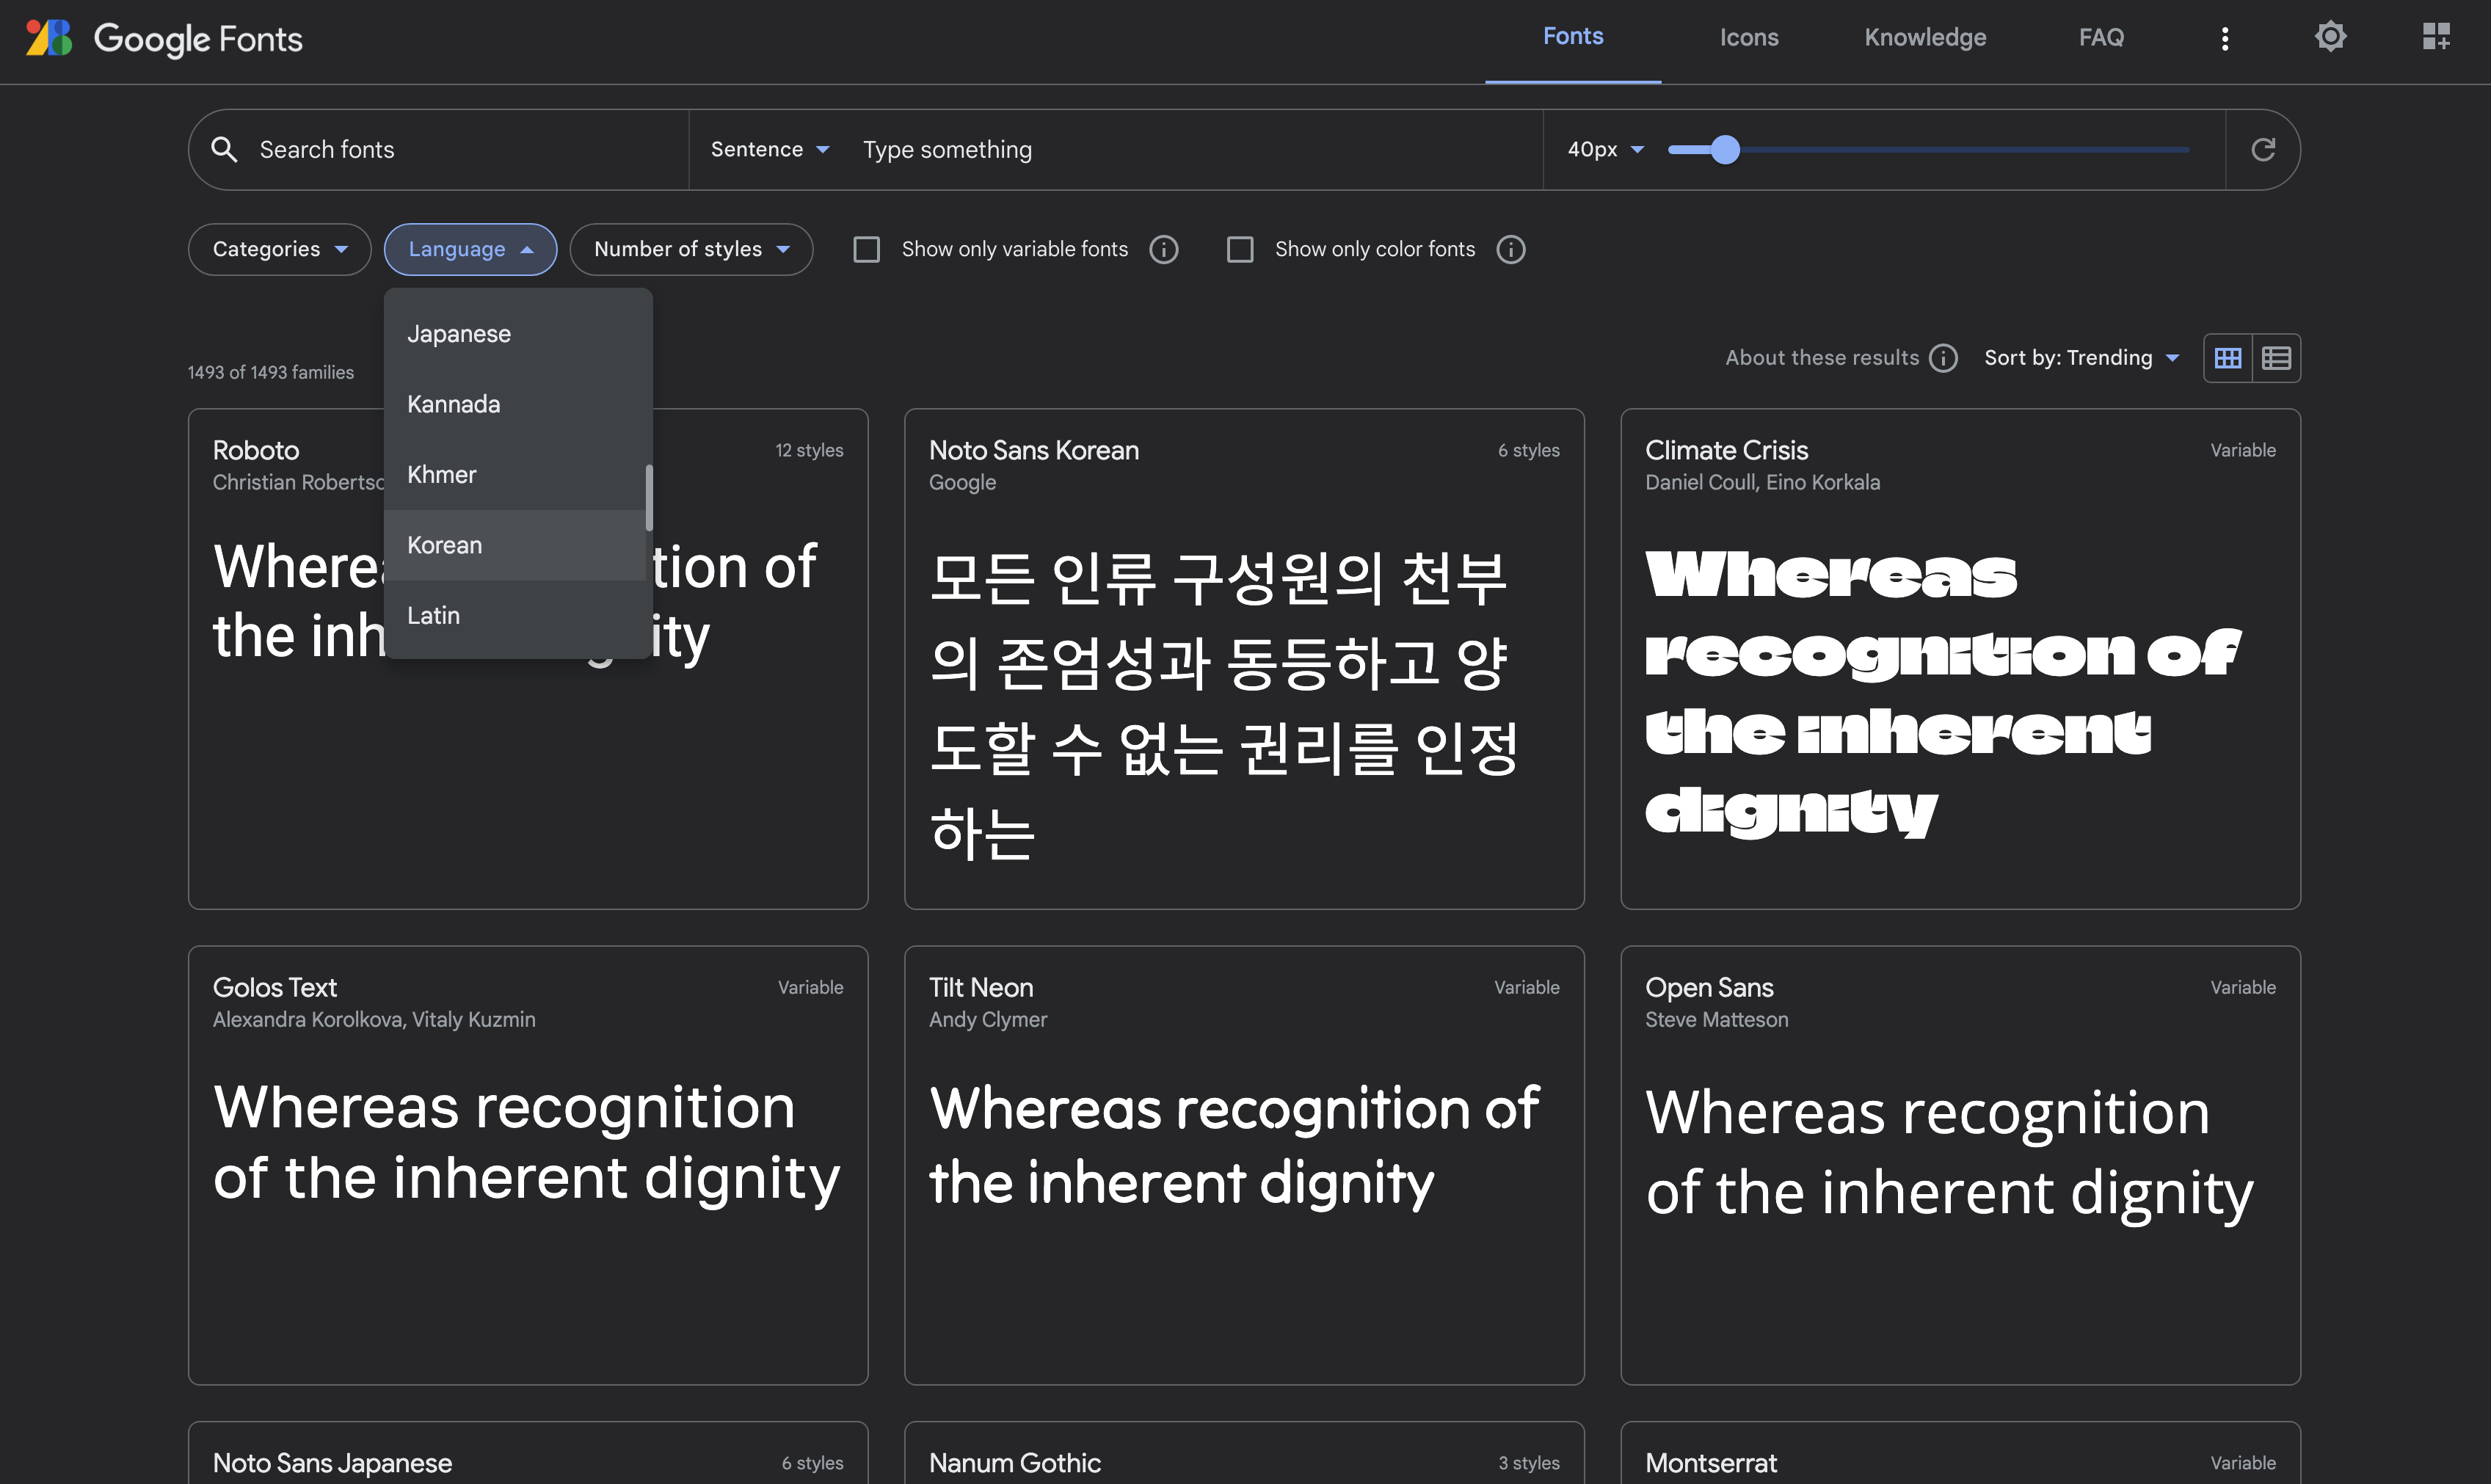 Google Fonts
Fonts
Icons
Knowledge
FAQ
Search fonts
Sentence
Type something
40px
Categories
Language
Number of styles
Show only variable fonts
Show only color fonts
Japanese
Kannada
Khmer
Korean
Latin
1493 of 1493 families
About these results
Sort by: Trending
Roboto
12 styles
Christian Robertso
Wherea tion of
the inh ity
Noto Sans Korean
6 styles
Google
모든 인류 구성원의 천부
의 존엄성과 동등하고 양
도할 수 없는 권리를 인정
하는
Climate Crisis
Variable
Daniel Coull, Eino Korkala
Whereas
recognition of
the inherent
dignity
Golos Text
Variable
Alexandra Korolkova, Vitaly Kuzmin
Whereas recognition
of the inherent dignity
Tilt Neon
Variable
Andy Clymer
Whereas recognition of
the inherent dignity
Open Sans
Variable
Steve Matteson
Whereas recognition
of the inherent dignity
Noto Sans Japanese
6 styles
Nanum Gothic
3 styles
Montserrat
Variable